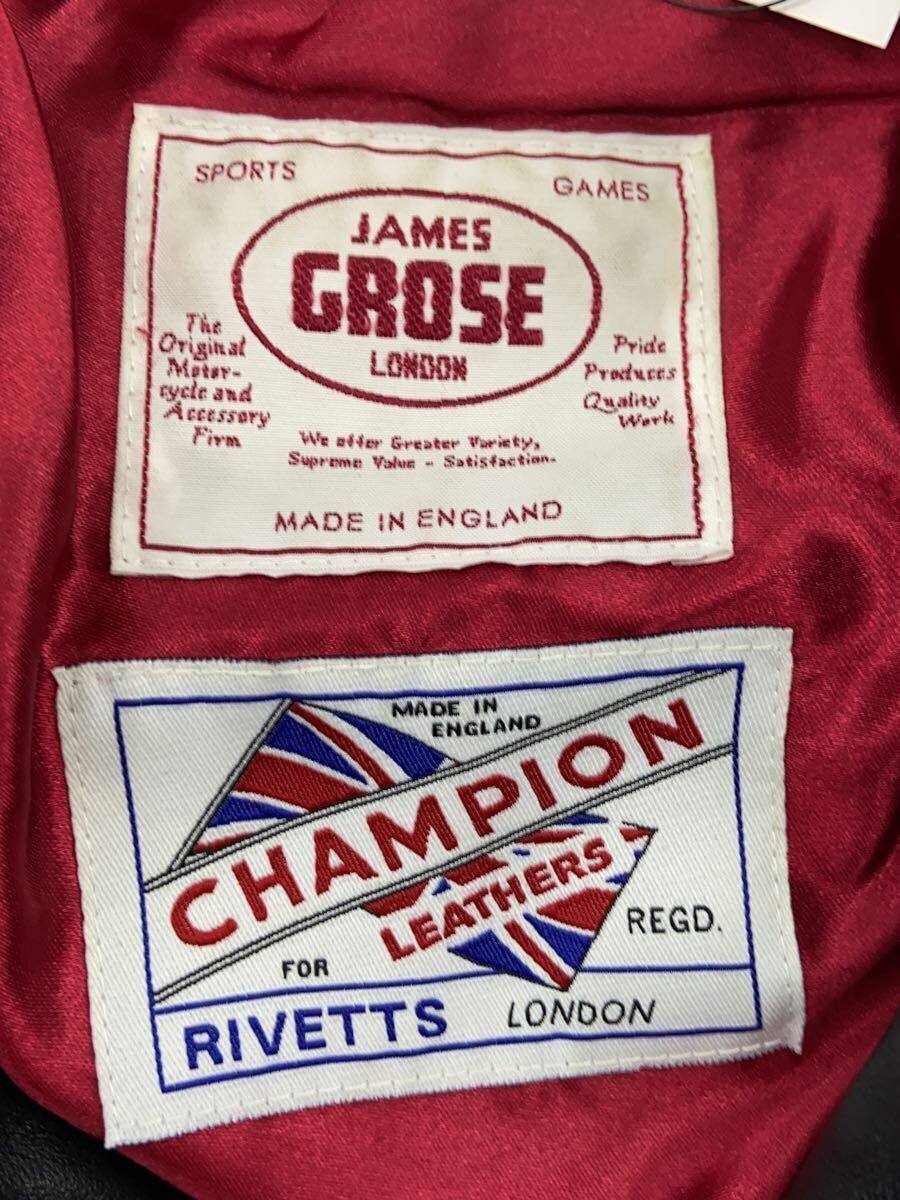 SPORTS
GAMES
JAMES
GROSE
LONDON
The
Original
Motor-
cycle and
Accessory
Firm
Pride
Produces
Quality
Work
We offer Greater Variety,
Supreme Value - Satisfaction.
MADE IN ENGLAND
MADE IN
ENGLAND
CHAMPION
LEATHERS
REGD.
FOR
RIVETTS LONDON